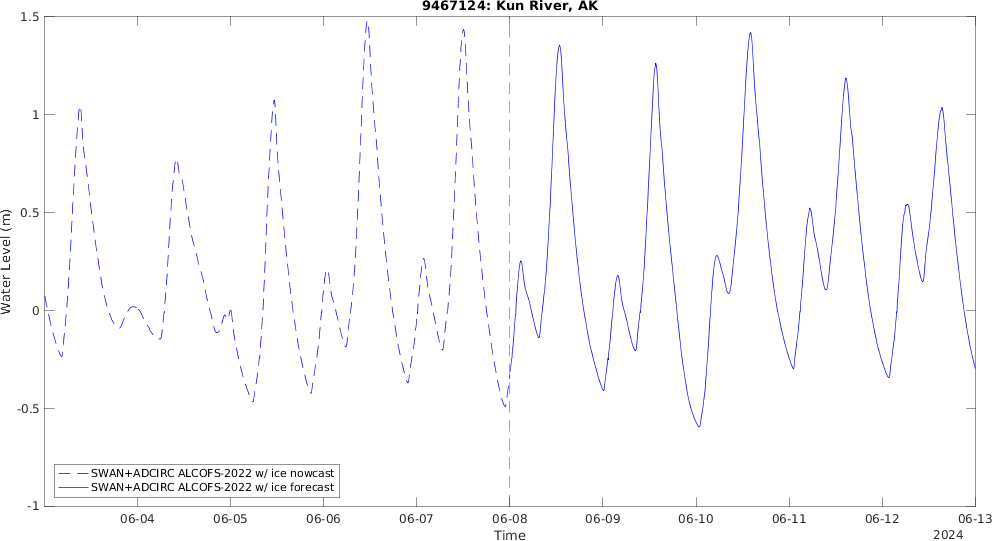 9467124: Kun River, AK
1.5
1
0.5
0
-0.5
-1
Water Level (m)
SWAN+ADCIRC ALCOFS-2022 w/ ice nowcast
SWAN+ADCIRC ALCOFS-2022 w/ ice forecast
06-04 06-05 06-06 06-07 06-08 06-09 06-10 06-11 06-12 06-13
Time
2024